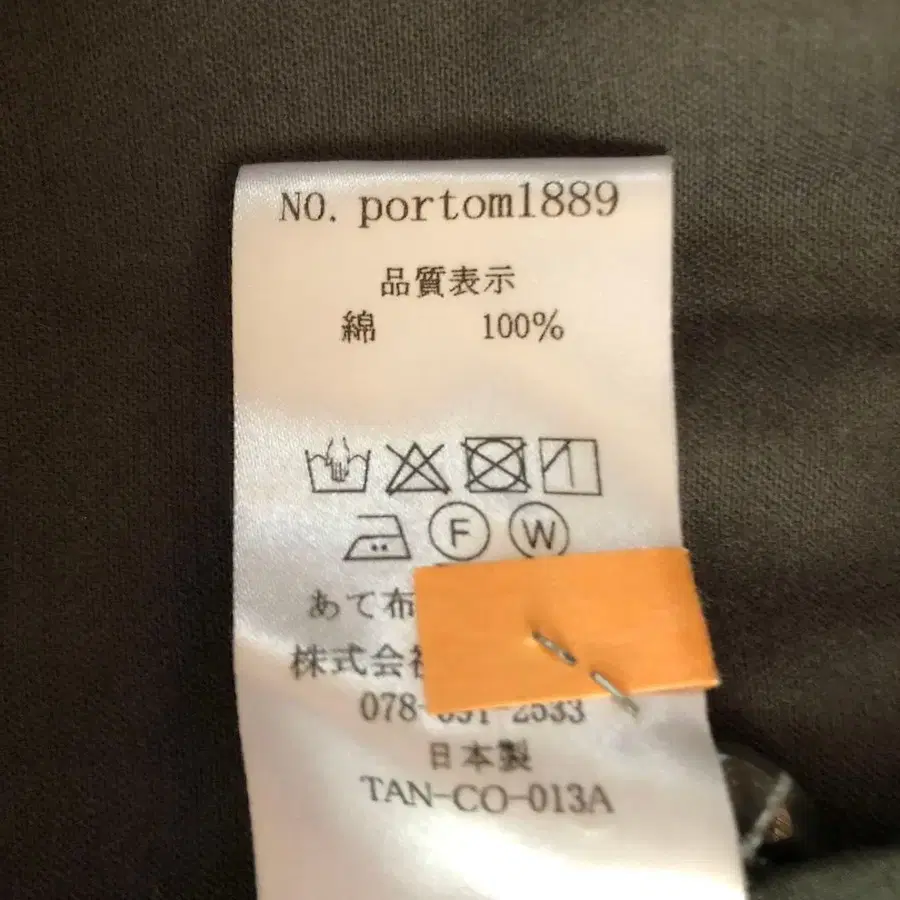 NO. portom1889
品質表示
綿 100%
F W
あて布
株式会社
078-
日本製
TAN-CO-013A